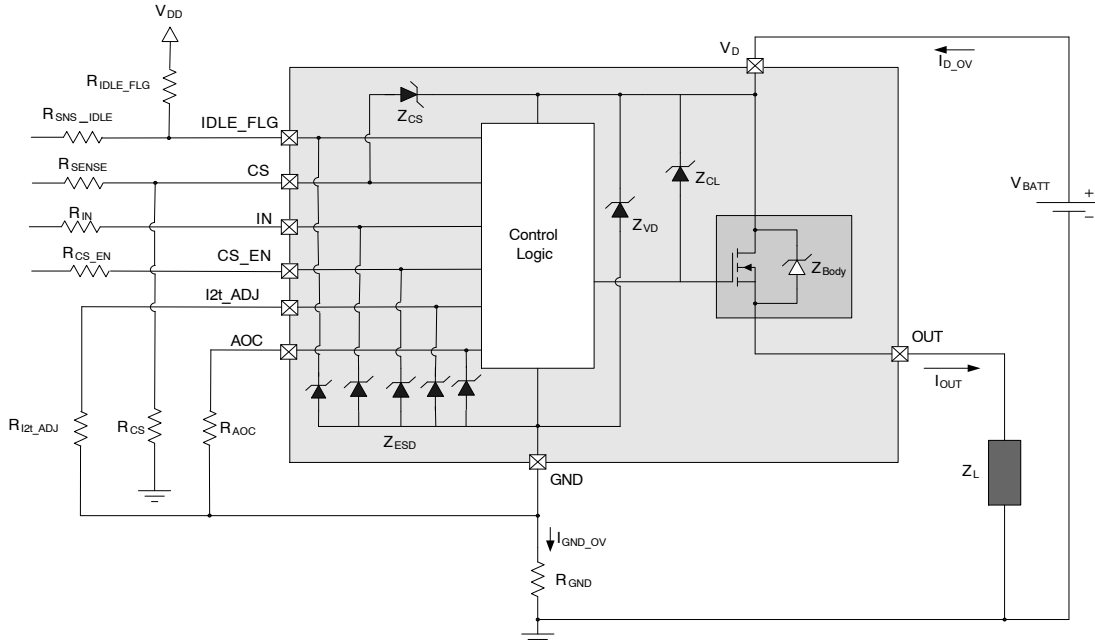 VDD
RIDLE_FLG
RSNS_IDLE
IDLE_FLG
RSENSE
CS
RIN
IN
RCS_EN
CS_EN
I2t_ADJ
AOC
RI2t_ADJ
RCS
RAOC
ZCS
Control
Logic
ZESD
GND
IGND_OV
RGND
ZVD
ZCL
ZBody
VD
ID_OV
VBATT
+
-
OUT
IOUT
ZL